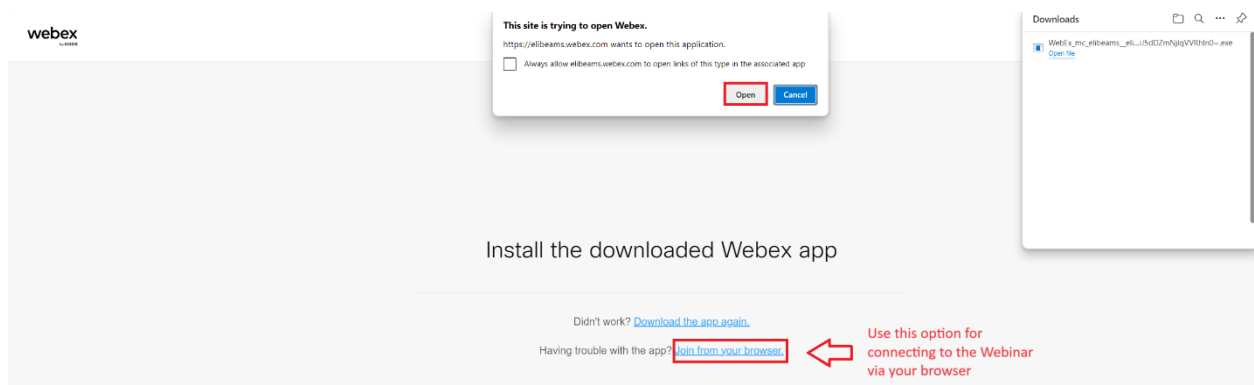 webex
by CISCO
This site is trying to open Webex.
https://elibeams.webex.com wants to open this application.
Always allow elibeams.webex.com to open links of this type in the associated app
Open
Cancel
Downloads
Open file
Install the downloaded Webex app
Didn't work? Download the app again.
Having trouble with the app? Join from your browser.
Use this option for
connecting to the Webinar
via your browser